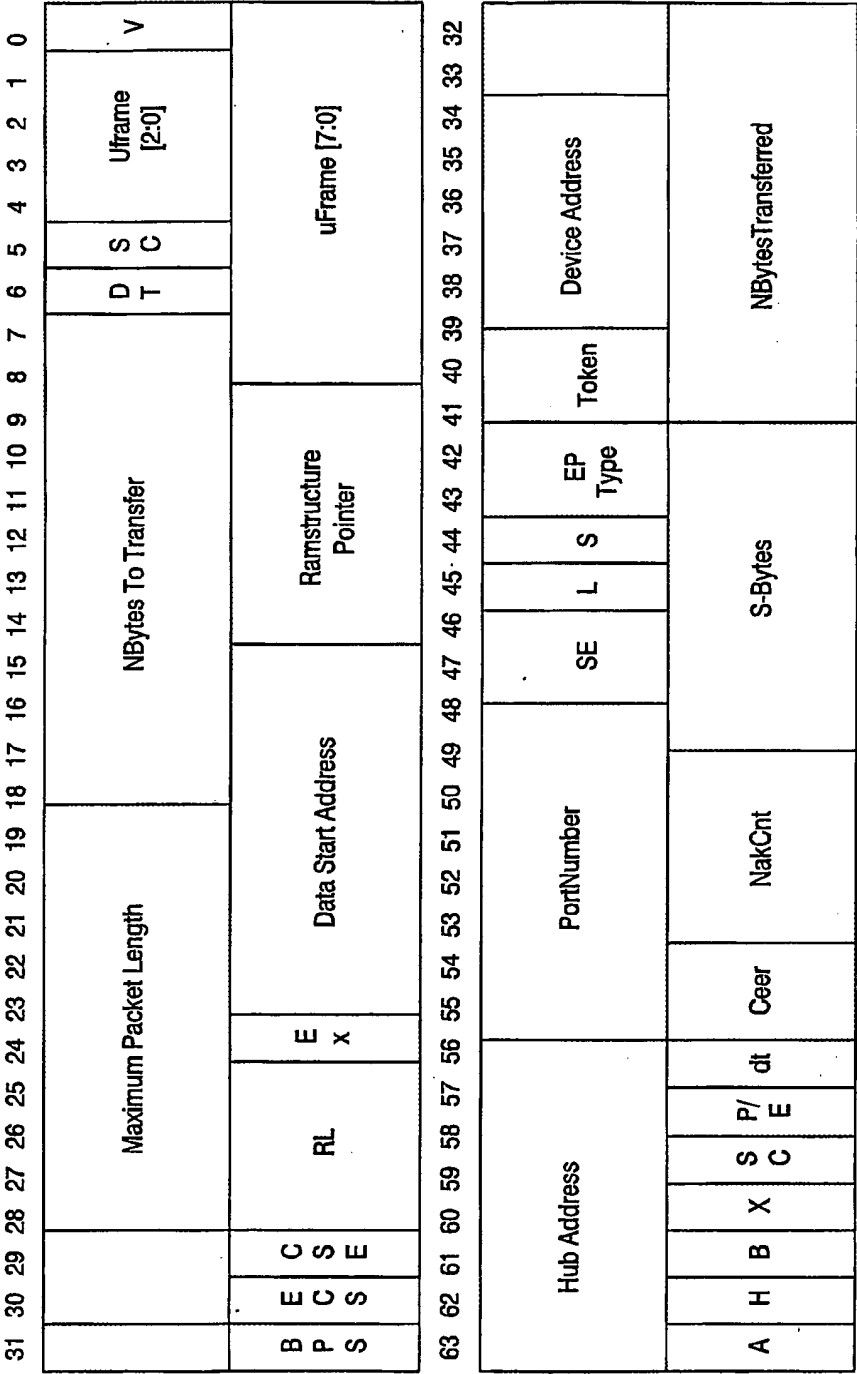 31 30 29 28 27 26 25 24 23 22 21 20 19 18 17 16 15 14 13 12 11 10 9 8 7 6 5 4 3 2 1 0
Maximum Packet Length
NBytes To Transfer
D
T
S
C
Uframe
[2:0]
V
B
P
S
E
C
S
C
S
E
RL
E
X
Data Start Address
Ramstructure
Pointer
uFrame [7:0]
63 62 61 60 59 58 57 56 55 54 53 52 51 50 49 48 47 46 45 44 43 42 41 40 39 38 37 36 35 34 33 32
Hub Address
PortNumber
SE
L
S
EP
Type
Token
Device Address
A
H
B
X
S
C
P/
E
dt
Ceer
NakCnt
S-Bytes
NBytesTransferred